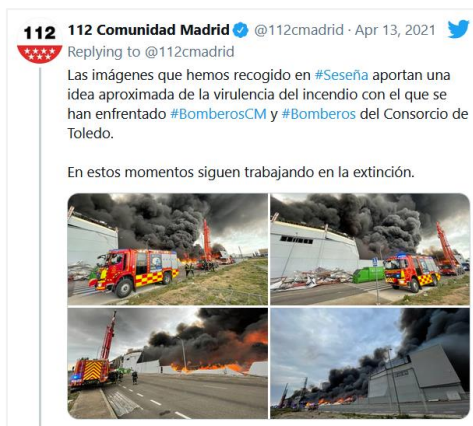 112 112 Comunidad Madrid @112cmadrid · Apr 13, 2021
Replying to @112cmadrid
Las imágenes que hemos recogido en #Seseña aportan una
idea aproximada de la virulencia del incendio con el que se
han enfrentado #BomberosCM y #Bomberos del Consorcio de
Toledo.
En estos momentos siguen trabajando en la extinción.